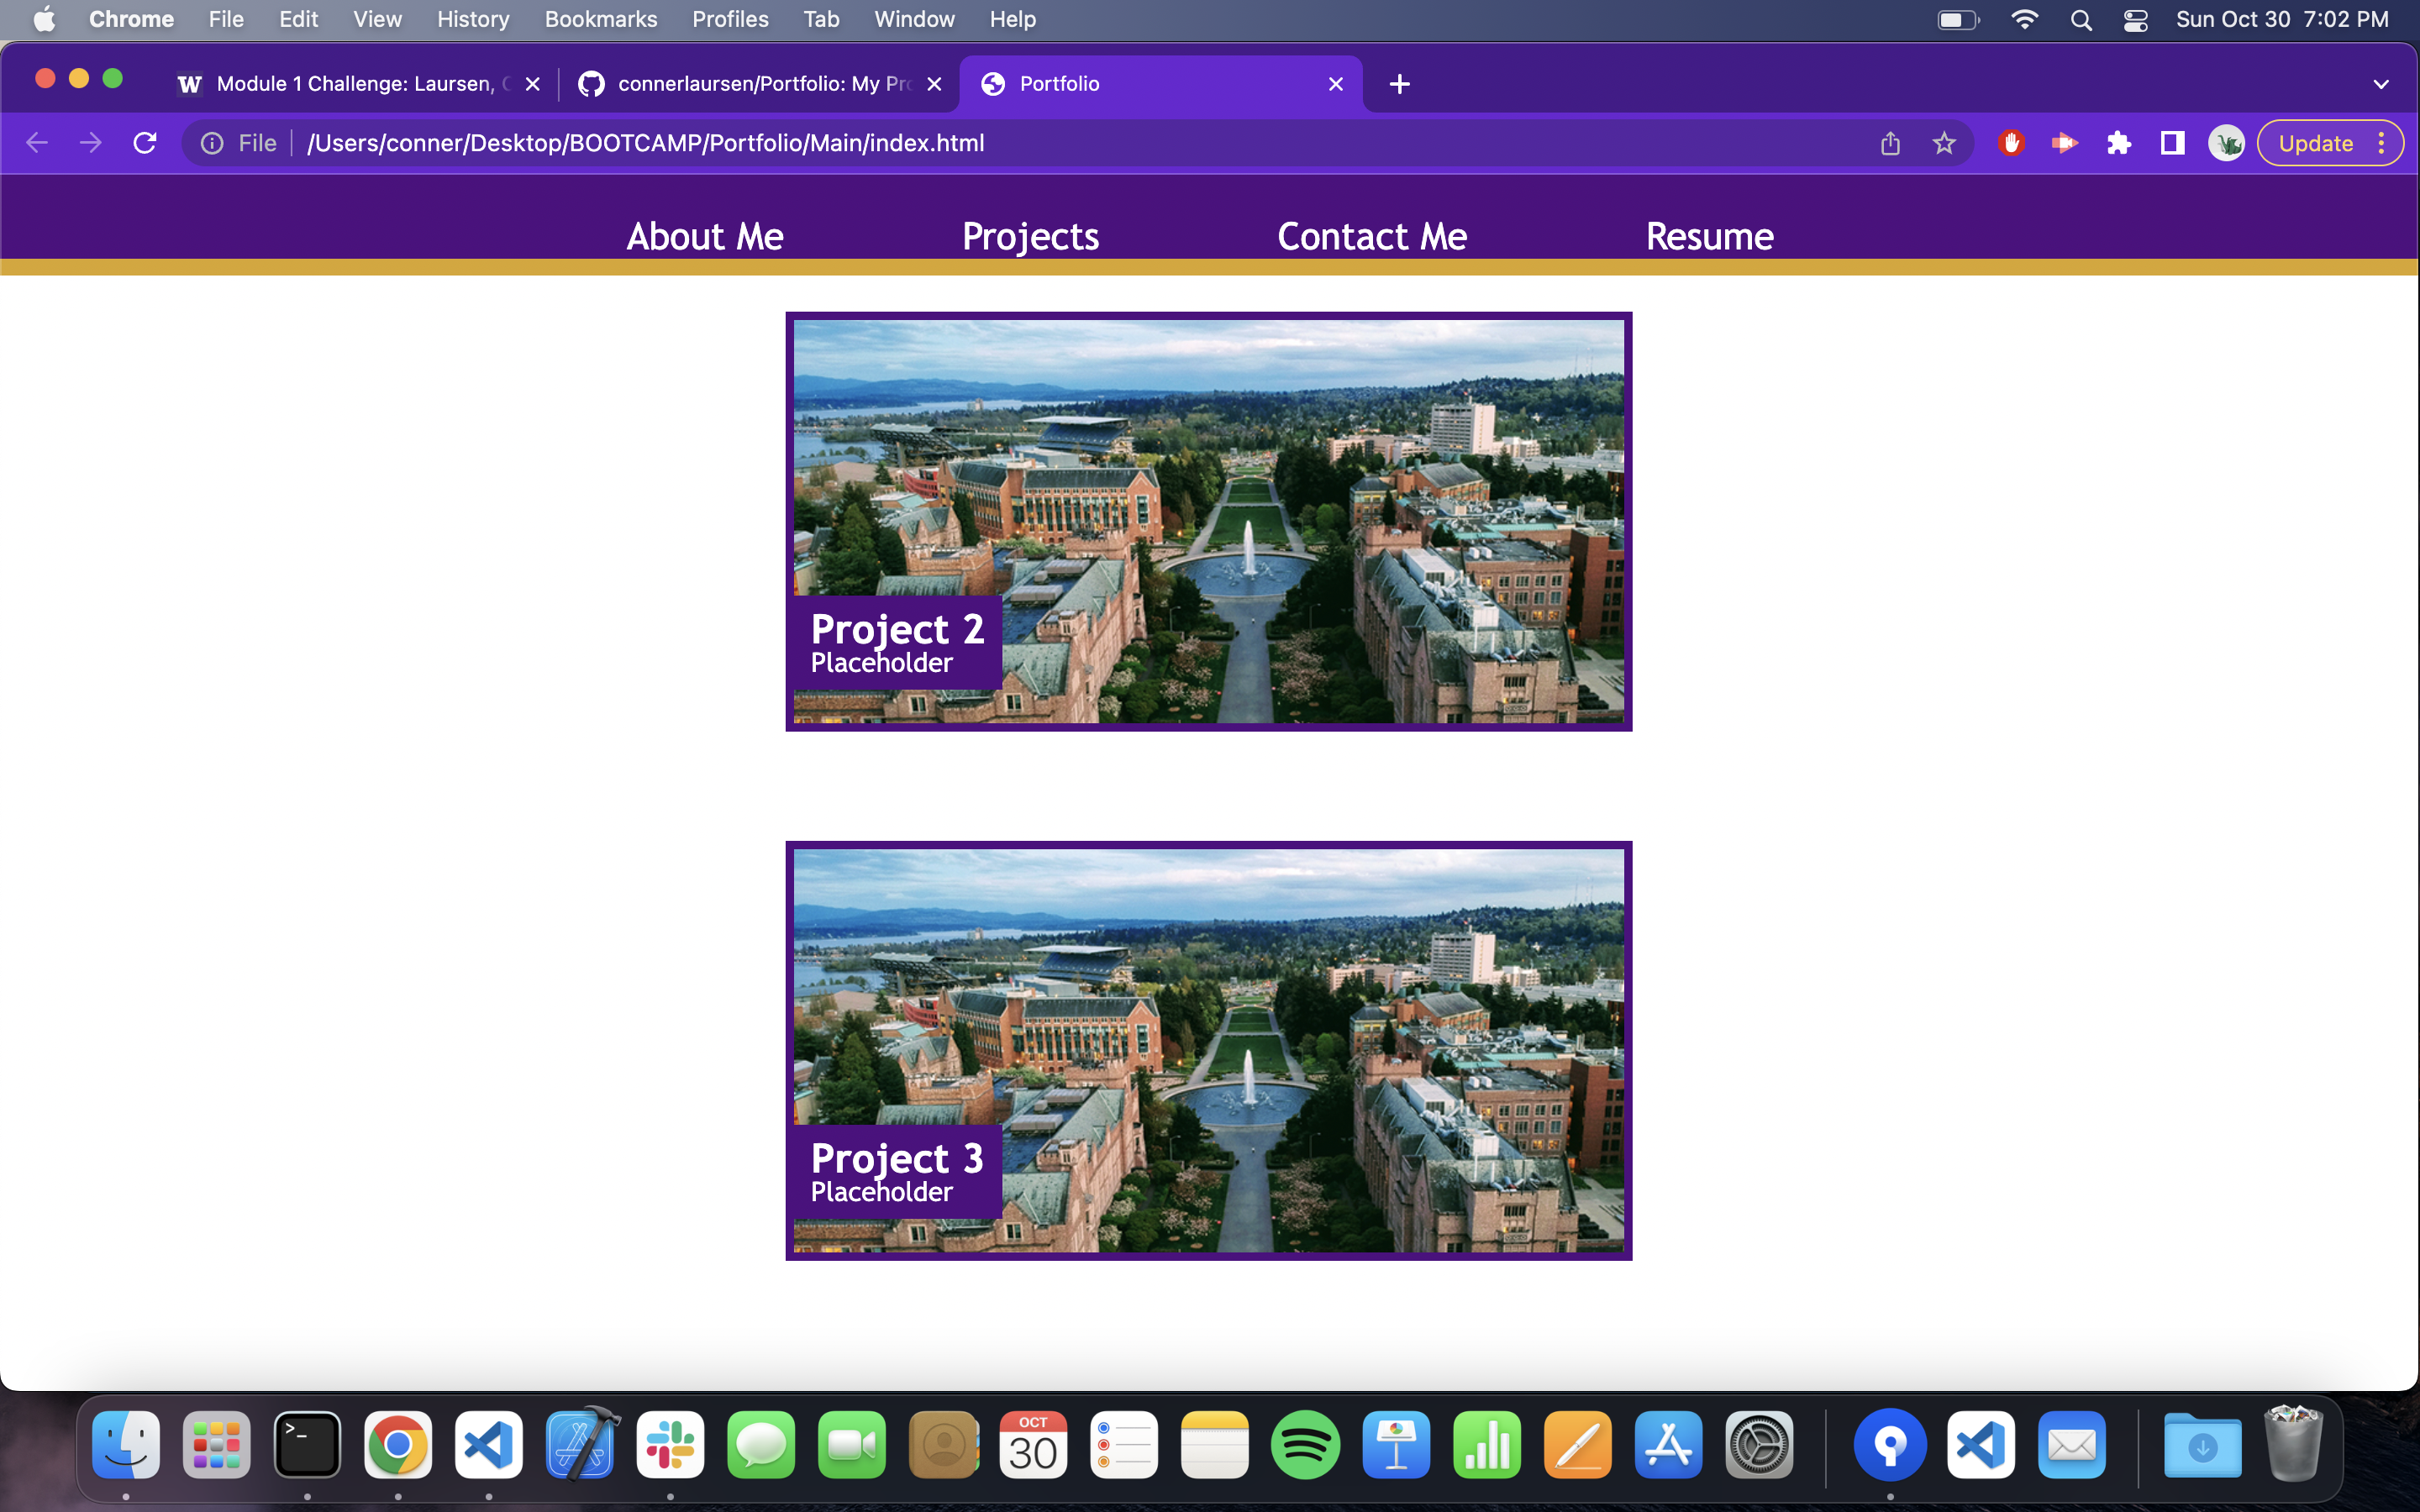 Chrome File Edit View History Bookmarks Profiles Tab Window Help Sun Oct 30 7:02 PM
W Module 1 Challenge: Laursen, connerlaursen/Portfolio: My Portfolio
File /Users/conner/Desktop/BOOTCAMP/Portfolio/Main/index.html Update
About Me Projects Contact Me Resume
Project 2
Placeholder
Project 3
Placeholder
>_
OCT
30